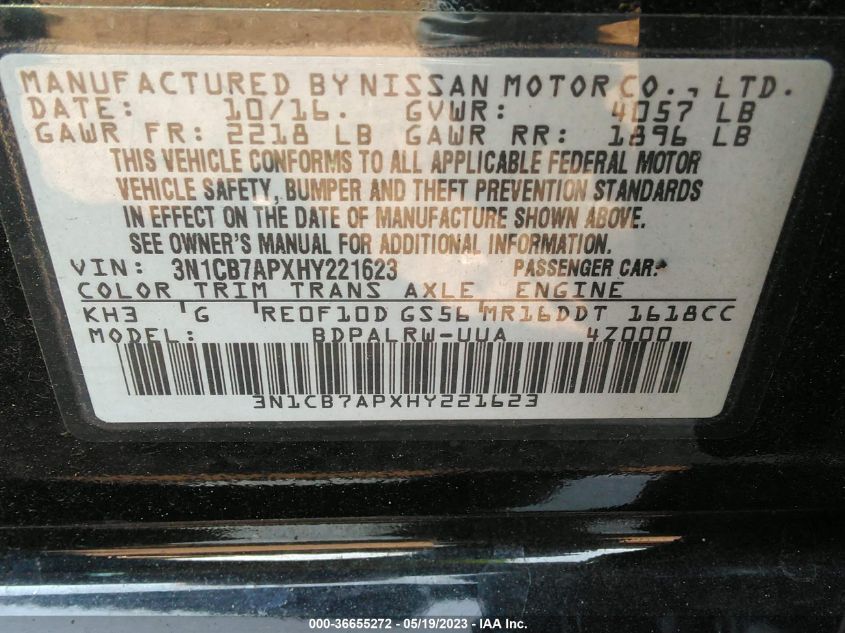 MANUFACTURED BY NISSAN MOTOR CO., LTD.
DATE: 10/16. GVWR: 4057 LB
GAWR FR: 2218 LB GAWR RR: 1896 LB
THIS VEHICLE CONFORMS TO ALL APPLICABLE FEDERAL MOTOR
VEHICLE SAFETY, BUMPER AND THEFT PREVENTION STANDARDS
IN EFFECT ON THE DATE OF MANUFACTURE SHOWN ABOVE.
SEE OWNER'S MANUAL FOR ADDITIONAL INFORMATION.
VIN: 3N1CB7APXHY221623 PASSENGER CAR
COLOR TRIM TRANS AXLE ENGINE
KH3 G RE0F10D GS56 MR16DDT 1618CC
MODEL: BDPALRW-UUA 4Z000
3N1CB7APXHY221623
000-36655272 / 05/19/2023 - IAA Inc.